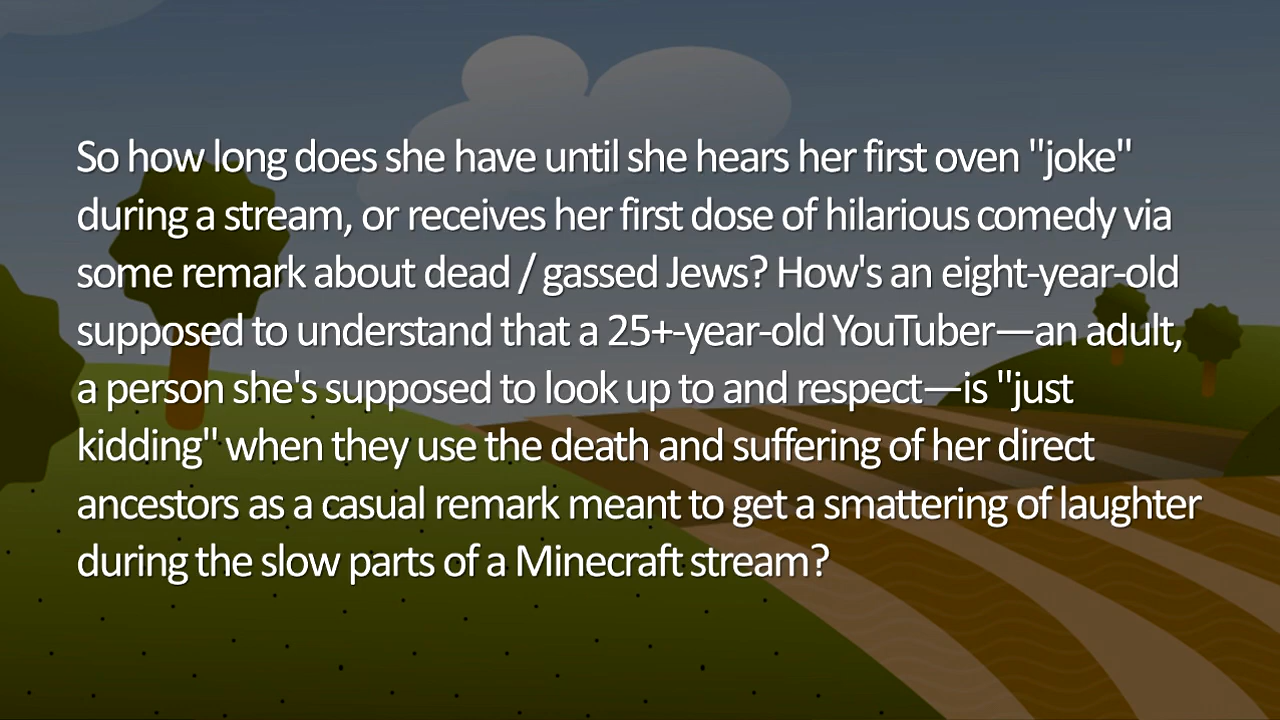 So how long does she have until she hears her first oven "joke"
during a stream, or receives her first dose of hilarious comedy via
some remark about dead / gassed Jews? How's an eight-year-old
supposed to understand that a 25+-year-old YouTuber—an adult,
a person she's supposed to look up to and respect—is "just
kidding" when they use the death and suffering of her direct
ancestors as a casual remark meant to get a smattering of laughter
during the slow parts of a Minecraft stream?